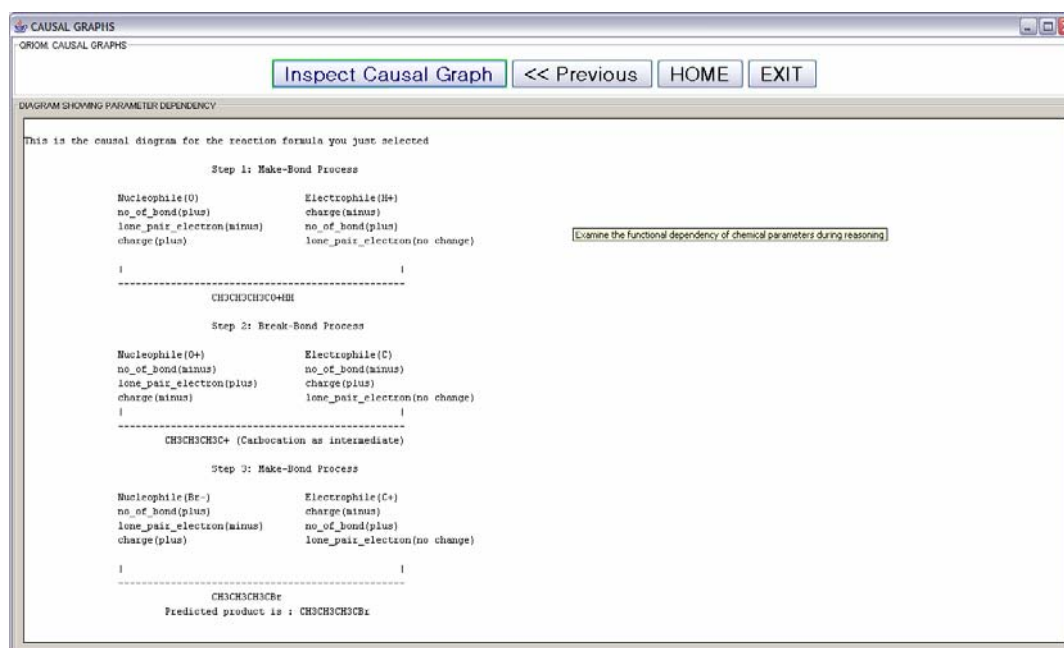 CAUSAL GRAPHS
QRIOM: CAUSAL GRAPHS
Inspect Causal Graph << Previous HOME EXIT
DIAGRAM SHOWING PARAMETER DEPENDENCY
This is the causal diagram for the reaction formula you just selected
Step 1: Make-Bond Process
Nucleophile(O) Electrophile(H+)
no_of_bond(plus) charge(minus)
lone_pair_electron(minus) no_of_bond(plus)
charge(plus) lone_pair_electron(no change)
Examine the functional dependency of chemical parameters during reasoning
| |
------------------------------------------------
CH3CH3CH3CO+HH
Step 2: Break-Bond Process
Nucleophile(O+) Electrophile(C)
no_of_bond(minus) no_of_bond(minus)
lone_pair_electron(plus) charge(plus)
charge(minus) lone_pair_electron(no change)
| |
------------------------------------------------
CH3CH3CH3C+ (Carbocation as intermediate)
Step 3: Make-Bond Process
Nucleophile(Br-) Electrophile(C+)
no_of_bond(plus) charge(minus)
lone_pair_electron(minus) no_of_bond(plus)
charge(plus) lone_pair_electron(no change)
| |
------------------------------------------------
CH3CH3CH3CBr
Predicted product is : CH3CH3CH3CBr